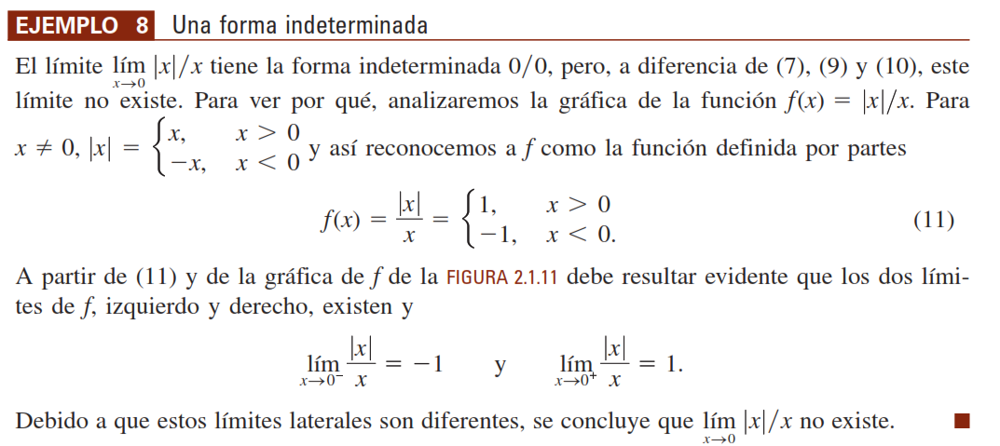 EJEMPLO 8 Una forma indeterminada
El límite lím |x|/x tiene la forma indeterminada 0/0, pero, a diferencia de (7), (9) y (10), este
x→0
límite no existe. Para ver por qué, analizaremos la gráfica de la función f(x) = |x|/x. Para
x ≠ 0, |x| = { x, x > 0
−x, x < 0 y así reconocemos a f como la función definida por partes
f(x) = |x|/x = { 1, x > 0
−1, x < 0. (11)
A partir de (11) y de la gráfica de f de la FIGURA 2.1.11 debe resultar evidente que los dos lími-
tes de f, izquierdo y derecho, existen y
lím x→0⁻ |x|/x = −1 y lím x→0⁺ |x|/x = 1.
Debido a que estos límites laterales son diferentes, se concluye que lím |x|/x no existe.
x→0